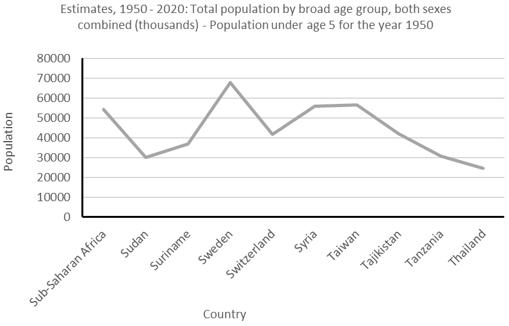 Estimates, 1950 - 2020: Total population by broad age group, both sexes
combined (thousands) - Population under age 5 for the year 1950
80000
70000
60000
50000
40000
30000
20000
10000
0
Population
Sub-Saharan Africa
Sudan
Suriname
Sweden
Switzerland
Syria
Taiwan
Tajikistan
Tanzania
Thailand
Country